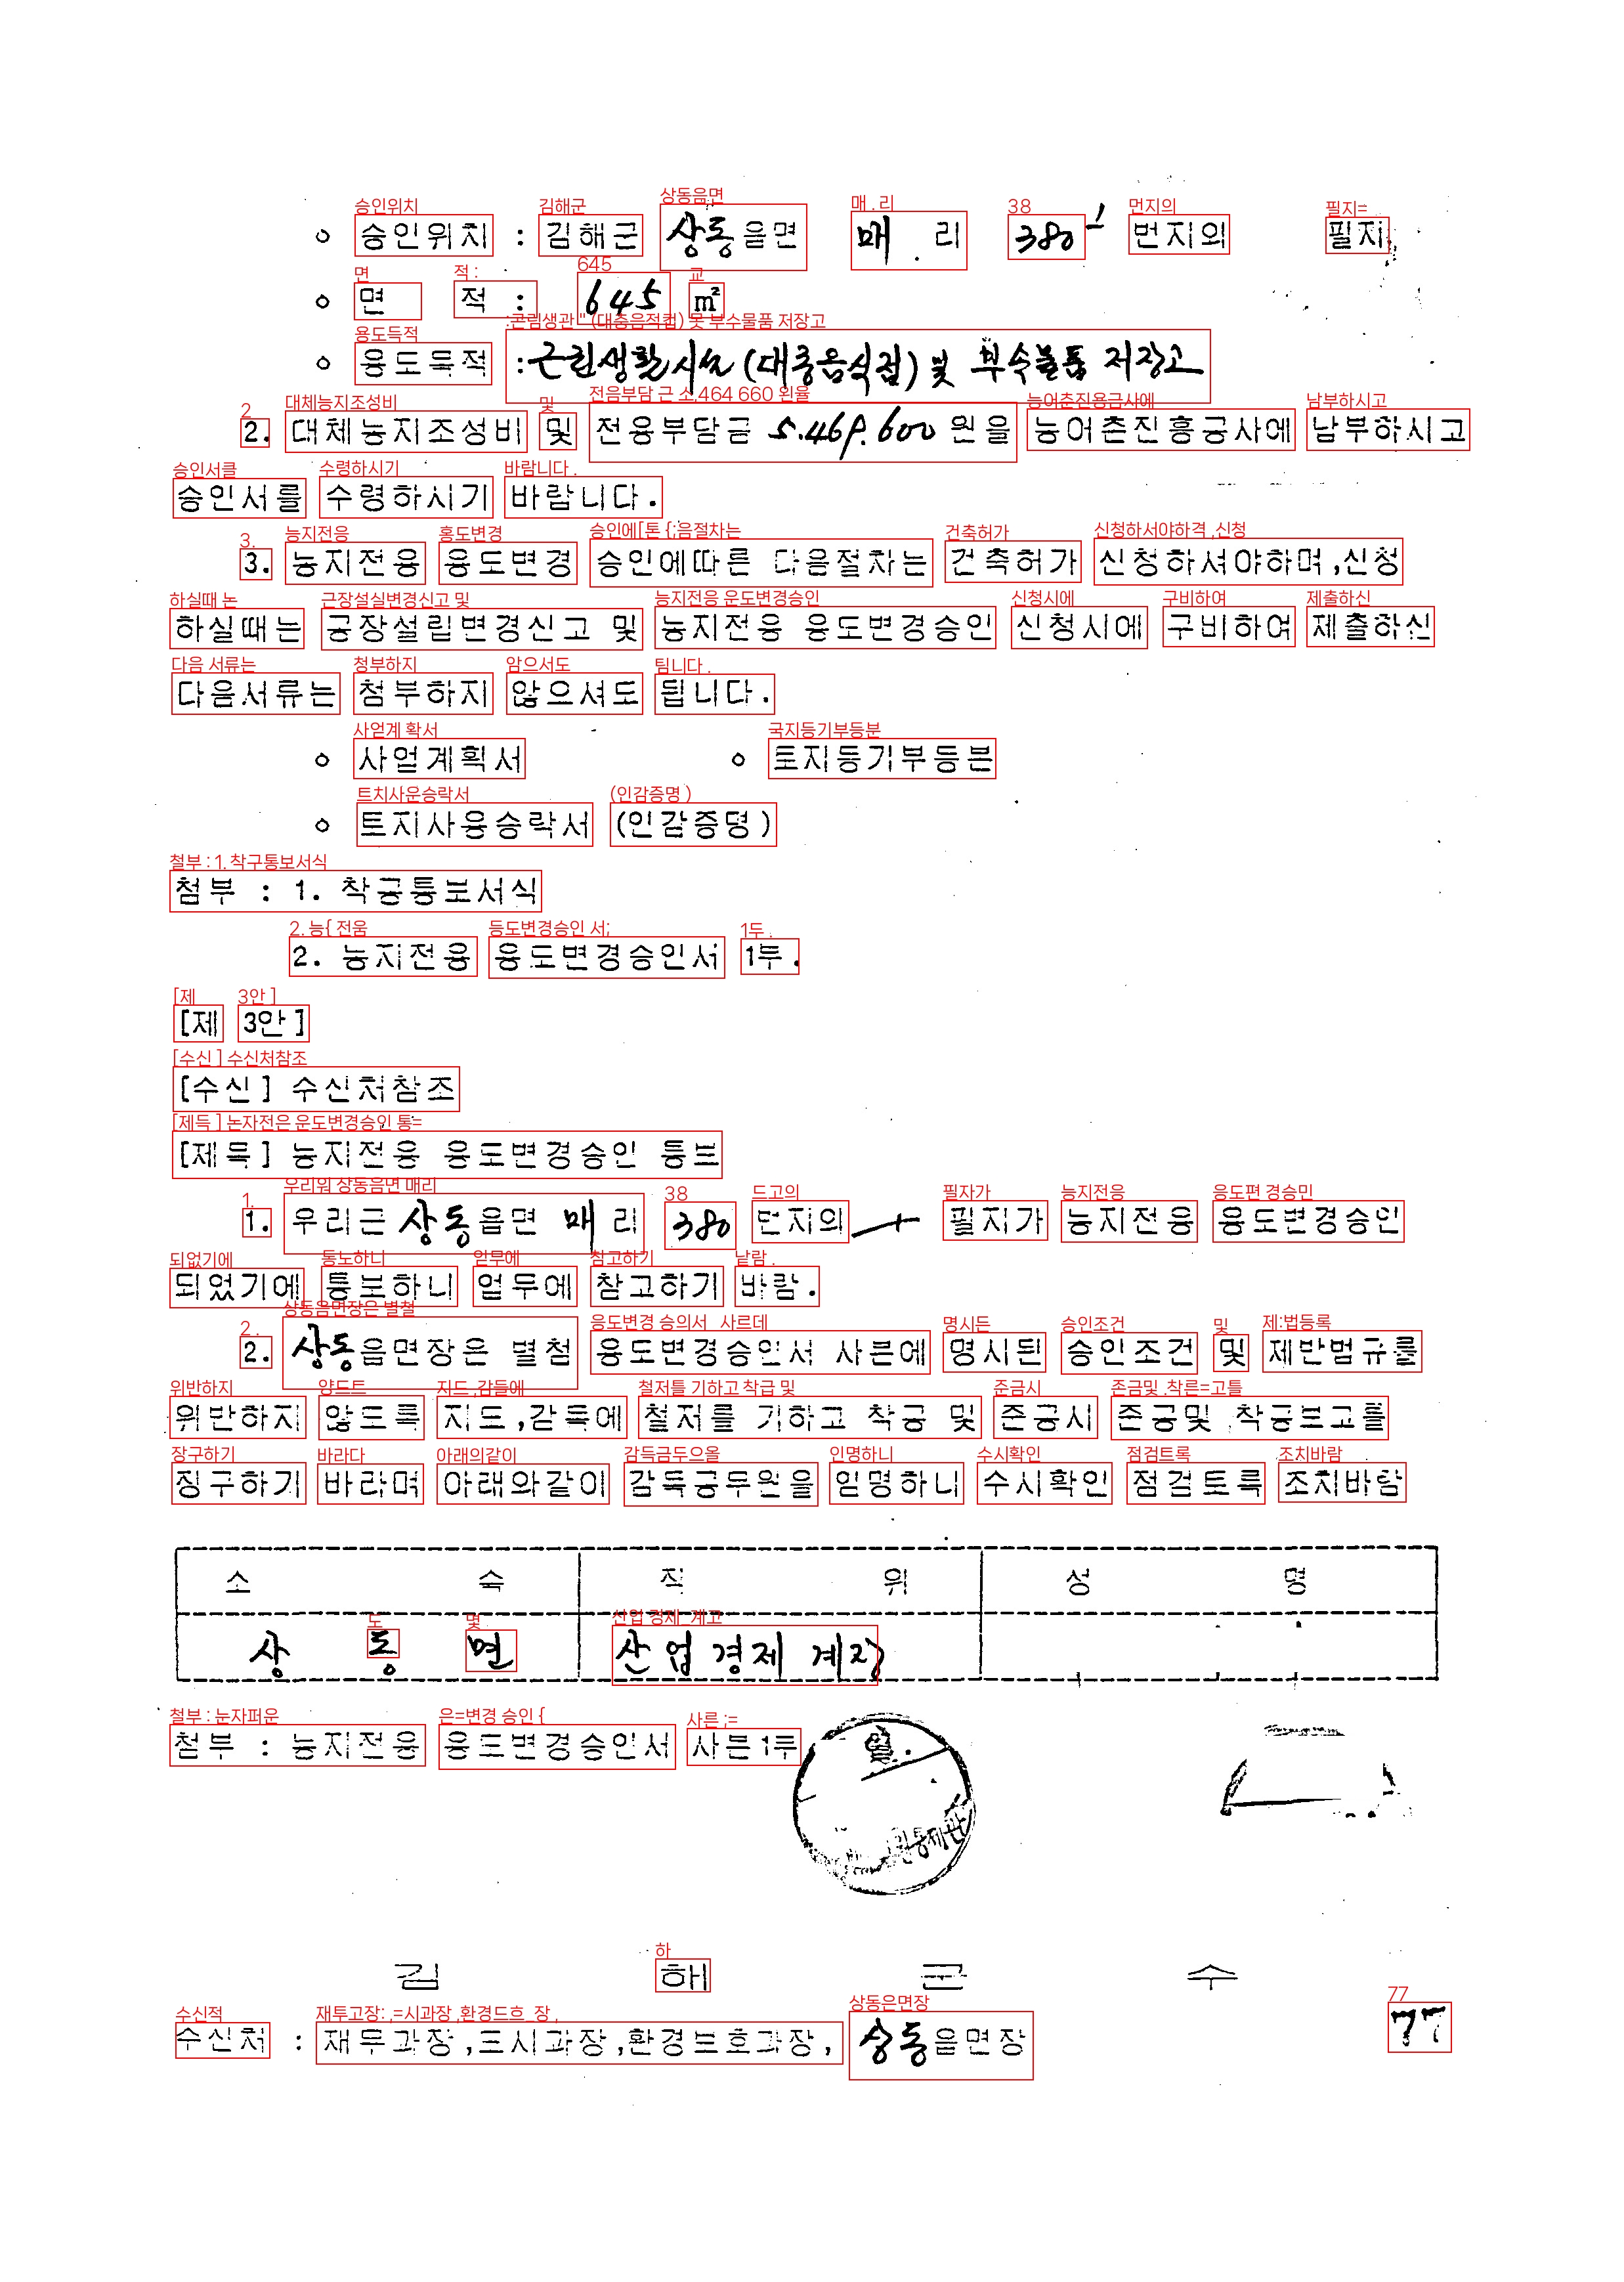 o 승인위치 : 김해군 상동읍면 매.리 380-1 번지의 필지
o 면 적 : 645 ㎡
o 용도목적 : 근린생활시설(대중음식점) 및 부수물품 저장고
2. 대체농지조성비 및 전용부담금 5.469.600 원을 농어촌진흥공사에 납부하시고
승인서를 수령하시기 바랍니다.
3. 농지전용 용도변경 승인에따른 다음절차는 건축허가 신청하셔야하며,신청
하실때는 공장설립변경신고 및 농지전용 용도변경승인 신청시에 구비하여 제출하신
다음서류는 첨부하지 않으셔도 됩니다.
o 사업계획서 o 토지등기부등본
o 토지사용승락서 (인감증명)
첨부 : 1. 착공통보서식
2. 농지전용 용도변경승인서 1부.
[제 3안]
[수신] 수신처참조
[제목] 농지전용 용도변경승인 통보
1. 우리군 상동읍면 매 리 380 번지의 필지가 농지전용 용도변경승인
되었기에 통보하니 업무에 참고하기 바람.
2. 상동읍면장은 별첨 용도변경승인서 사본에 명시된 승인조건 및 제반법규를
위반하지 않도록 지도,감독에 철저를 기하고 착공 및 준공시 준공및 착공보고를
징구하기 바라며 아래와같이 감독공무원을 임명하니 수시확인 점검토록 조치바람
소 속 직 위 성 명
상 동 면 산업경제 계장
첨부 : 농지전용 용도변경승인서 사본1부
김 해 군 수
수신처 : 재무과장,도시과장,환경보호과장, 상동읍면장
77